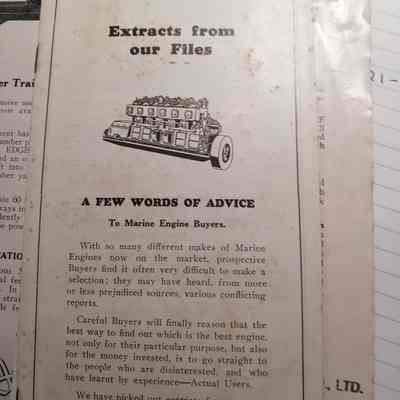 Extracts from
our Files
A FEW WORDS OF ADVICE
To Marine Engine Buyers.
With so many different makes of Marine
Engines now on the market, prospective
Buyers find it often very difficult to make a
selection; they may have heard, from more
or less prejudiced sources, various conflicting
reports.
Careful Buyers will finally reason that the
best way to find out which is the best engine,
not only for their particular purpose, but also
for the money invested, is to go straight to
the people who are disinterested, and who
have learnt by experience—Actual Users.
We have picked out
LTD.